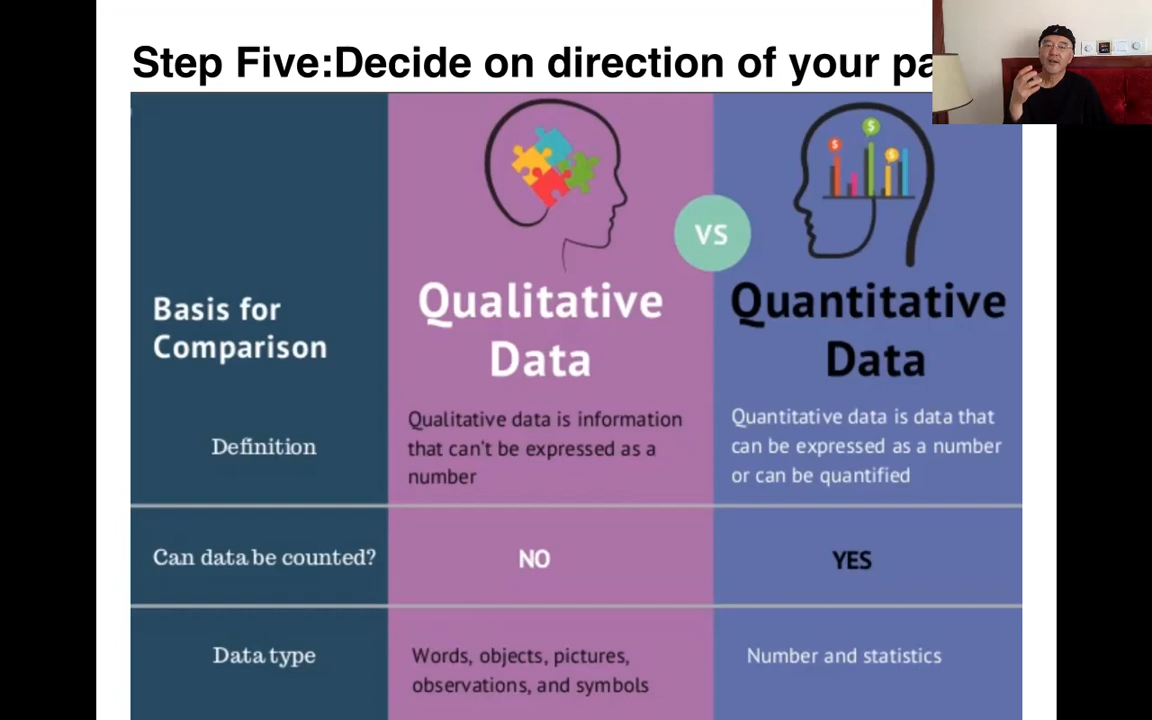 Step Five:Decide on direction of your
VS
Basis for
Comparison
Qualitative
Data
Quantitative
Data
Definition
Qualitative data is information
that can't be expressed as a
number
Quantitative data is data that
can be expressed as a number
or can be quantified
Can data be counted?
NO
YES
Data type
Words, objects, pictures,
observations, and symbols
Number and statistics